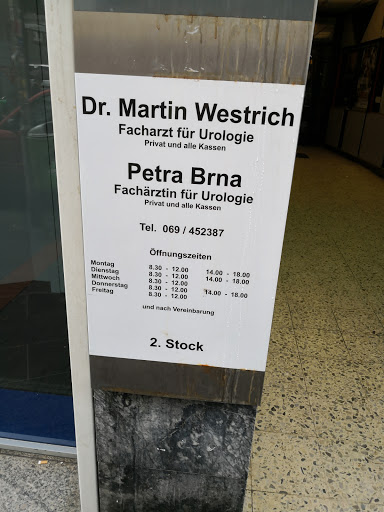 Dr. Martin Westrich
Facharzt für Urologie
Privat und alle Kassen
Petra Brna
Fachärztin für Urologie
Privat und alle Kassen
Tel. 069 / 452387
Öffnungszeiten
Montag 8.30 - 12.00 14.00 - 18.00
Dienstag 8.30 - 12.00 14.00 - 18.00
Mittwoch 8.30 - 12.00
Donnerstag 8.30 - 12.00 14.00 - 18.00
Freitag 8.30 - 12.00
und nach Vereinbarung
2. Stock